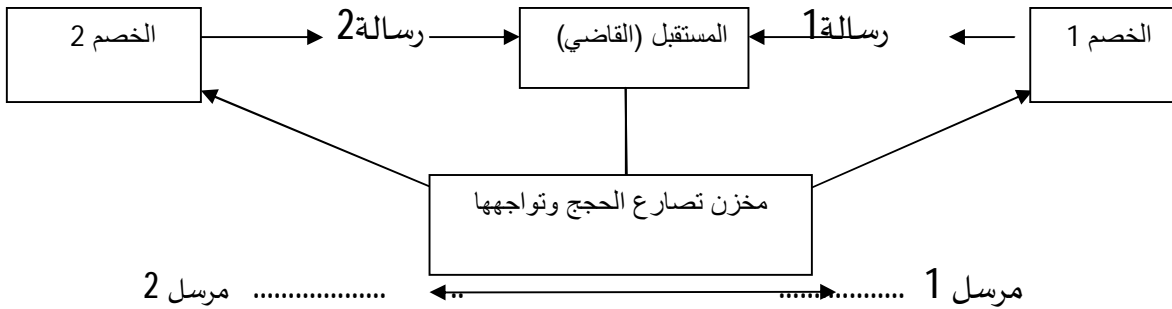 الخصم 1
رسالة1
المستقبل (القاضي)
رسالة2
الخصم 2
مخزن تصارع الحجج وتواجهها
مرسل 1 .................. .. ................... مرسل 2